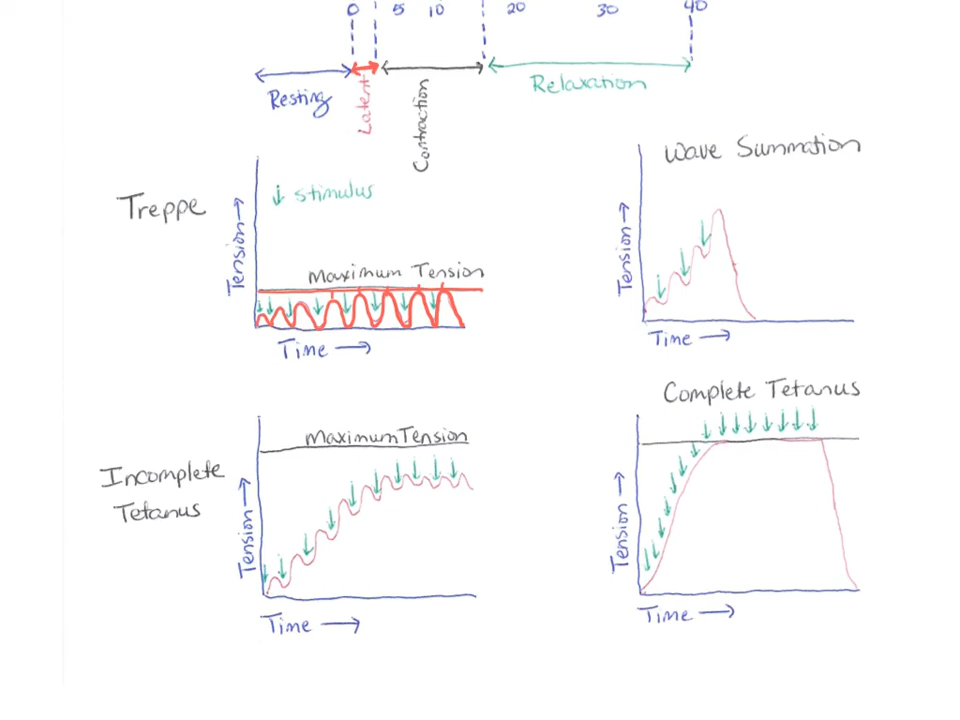 0 5 10 20 30 40
Resting
Latent
Contraction
Relaxation
Treppe
↓ stimulus
Maximum Tension
Tension →
Time →
Wave Summation
Tension →
Time →
Incomplete
Tetanus
Maximum Tension
Tension →
Time →
Complete Tetanus
Tension →
Time →